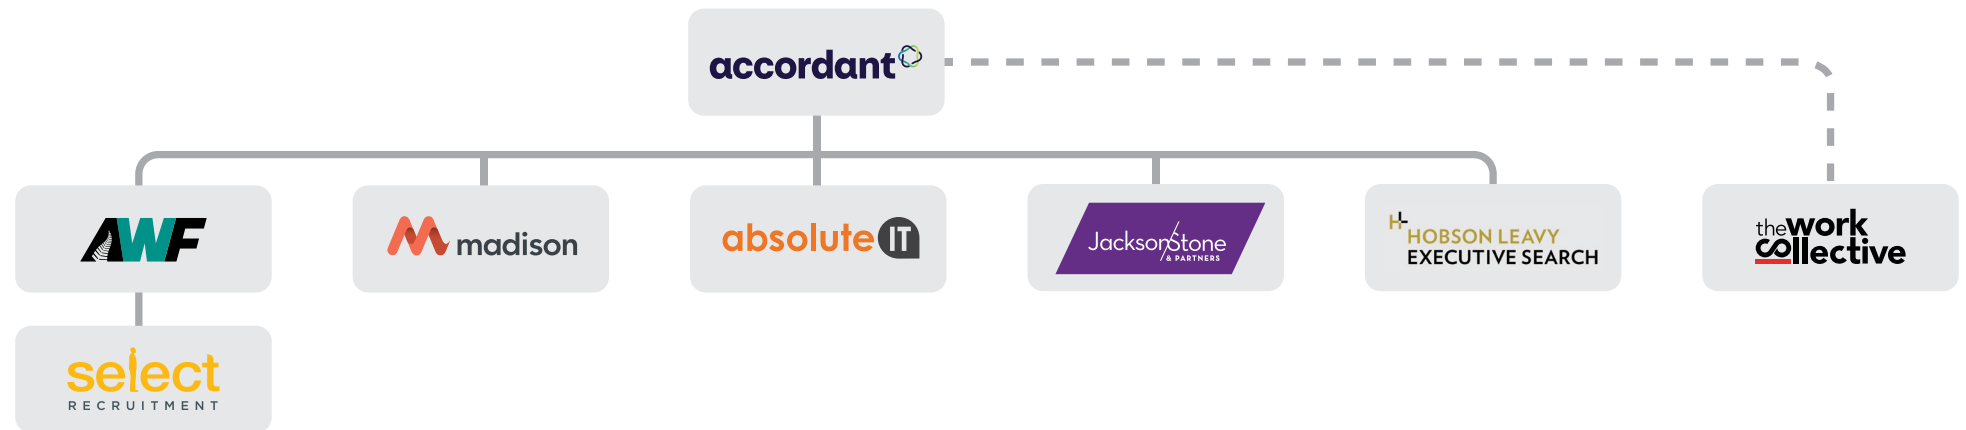 accordant
AWF
madison
absolute IT
JacksonStone
& PARTNERS
HOBSON LEAVY
EXECUTIVE SEARCH
the work
collective
select
RECRUITMENT